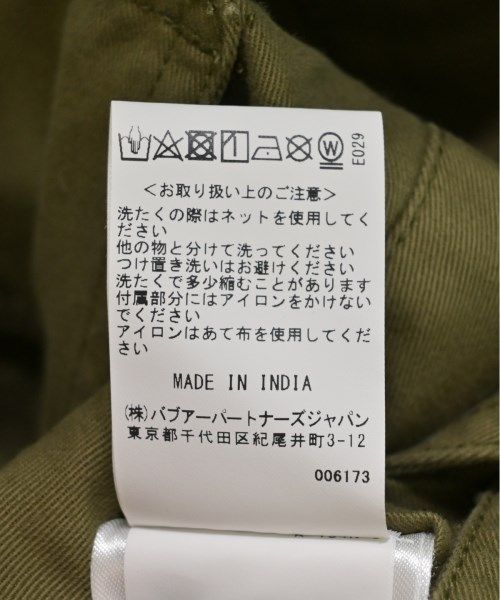 E029
W
<お取り扱い上のご注意>
洗たくの際はネットを使用してく
ださい
他の物と分けて洗ってください
つけ置き洗いはお避けください
洗たくで多少縮むことがあります
付属部分にはアイロンをかけない
でください
アイロンはあて布を使用してくだ
さい
MADE IN INDIA
(株)バブアーパートナーズジャパン
東京都千代田区紀尾井町3-12
006173